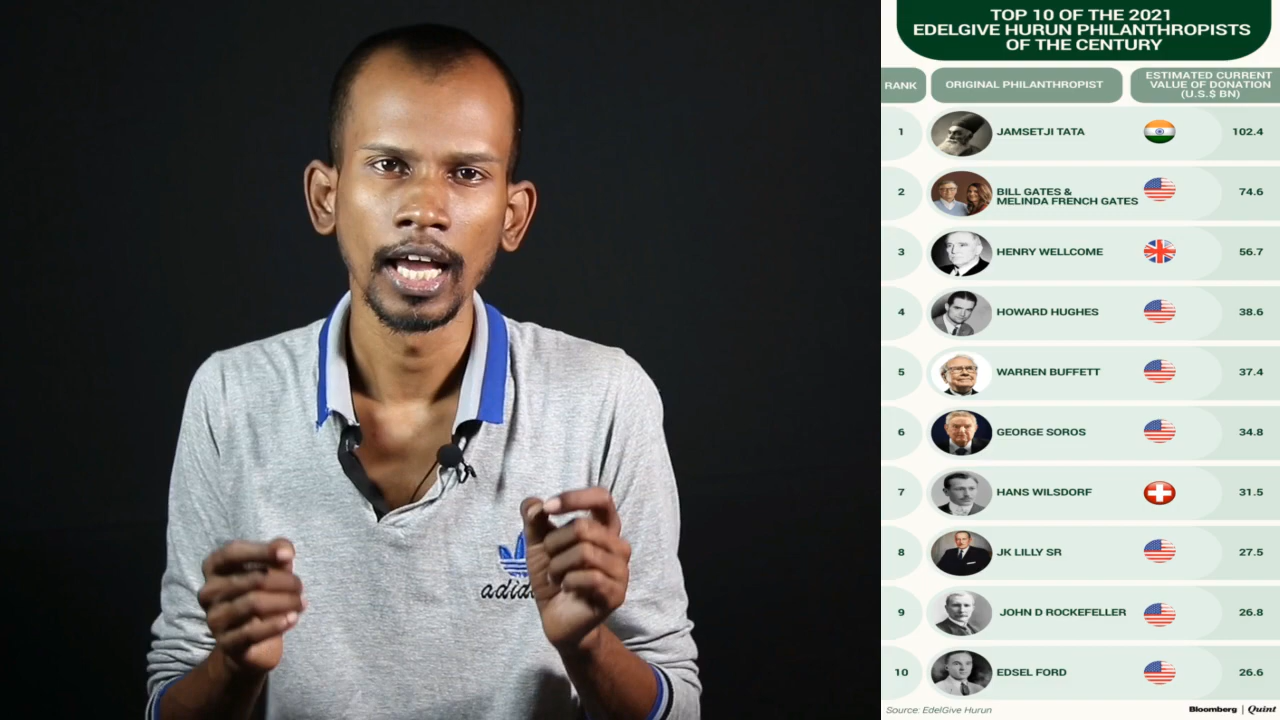 TOP 10 OF THE 2021
EDELGIVE HURUN PHILANTHROPISTS
OF THE CENTURY
RANK
ORIGINAL PHILANTHROPIST
ESTIMATED CURRENT
VALUE OF DONATION
(U.S.$ BN)
1 JAMSETJI TATA 102.4
2 BILL GATES &
MELINDA FRENCH GATES 74.6
3 HENRY WELLCOME 56.7
4 HOWARD HUGHES 38.6
5 WARREN BUFFETT 37.4
6 GEORGE SOROS 34.8
7 HANS WILSDORF 31.5
8 JK LILLY SR 27.5
9 JOHN D ROCKEFELLER 26.8
10 EDSEL FORD 26.6
Source: EdelGive Hurun
Bloomberg | Quint